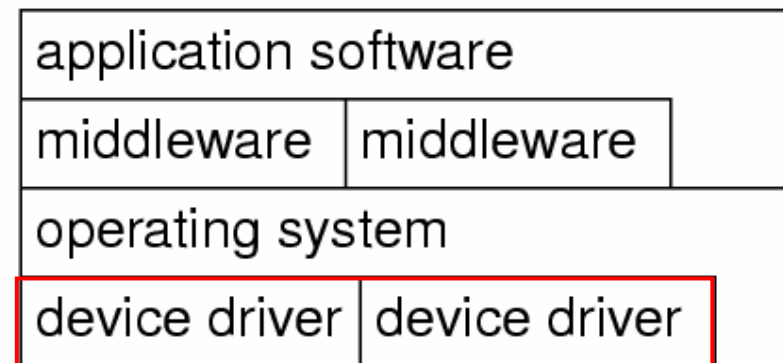 application software
middleware middleware
operating system
device driver device driver